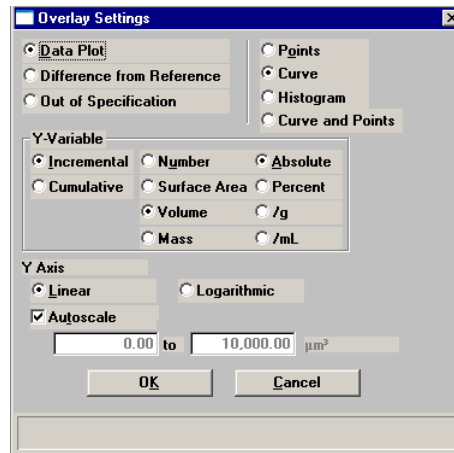 Overlay Settings
Data Plot
Difference from Reference
Out of Specification
Points
Curve
Histogram
Curve and Points
Y-Variable
Incremental Number Absolute
Cumulative Surface Area Percent
Volume /g
Mass /mL
Y Axis
Linear Logarithmic
Autoscale
0.00 to 10,000.00 µm³
OK Cancel